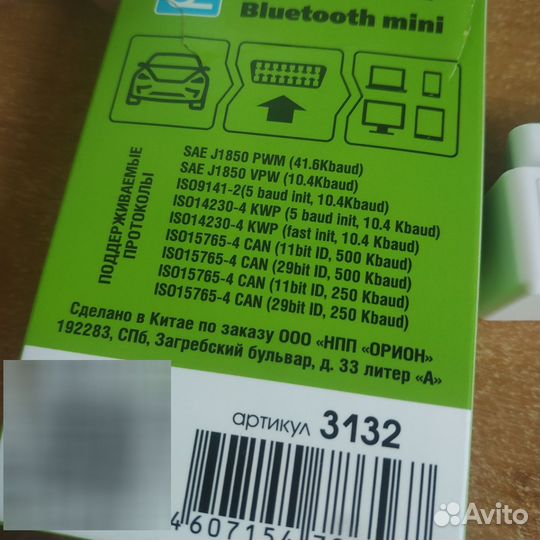 Bluetooth mini
ПОДДЕРЖИВАЕМЫЕ
ПРОТОКОЛЫ
SAE J1850 PWM (41.6Kbaud)
SAE J1850 VPW (10.4Kbaud)
ISO9141-2(5 baud init, 10.4Kbaud)
ISO14230-4 KWP (5 baud init, 10.4 Kbaud)
ISO14230-4 KWP (fast init, 10.4 Kbaud)
ISO15765-4 CAN (11bit ID, 500 Kbaud)
ISO15765-4 CAN (29bit ID, 500 Kbaud)
ISO15765-4 CAN (11bit ID, 250 Kbaud)
ISO15765-4 CAN (29bit ID, 250 Kbaud)
Сделано в Китае по заказу ООО «НПП «ОРИОН»
192283, СПб, Загребский бульвар, д. 33 литер «А»
артикул 3132
4 607154
Avito